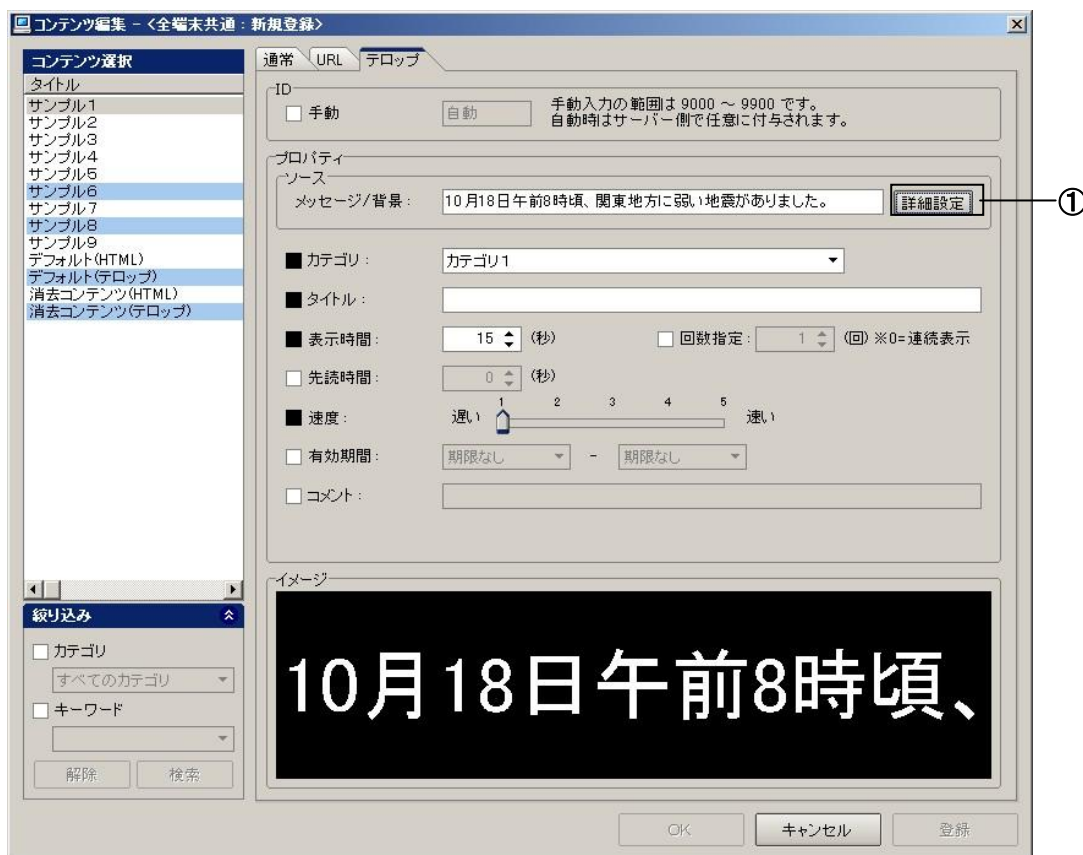 コンテンツ編集 - <全端末共通:新規登録>
コンテンツ選択
タイトル
サンプル1
サンプル2
サンプル3
サンプル4
サンプル5
サンプル6
サンプル7
サンプル8
サンプル9
デフォルト(HTML)
デフォルト(テロップ)
消去コンテンツ(HTML)
消去コンテンツ(テロップ)
絞り込み
カテゴリ
すべてのカテゴリ
キーワード
解除 検索
通常 URL テロップ
ID
手動 自動 手動入力の範囲は 9000 ~ 9900 です。
自動時はサーバー側で任意に付与されます。
プロパティ
ソース
メッセージ/背景: 10月18日午前8時頃、関東地方に弱い地震がありました。 詳細設定 ①
カテゴリ: カテゴリ1
タイトル:
表示時間: 15 (秒) 回数指定: 1 (回) ※0=連続表示
先読時間: 0 (秒)
1 2 3 4 5
速度: 遅い 速い
有効期間: 期限なし - 期限なし
コメント:
イメージ
10月18日午前8時頃、
OK キャンセル 登録